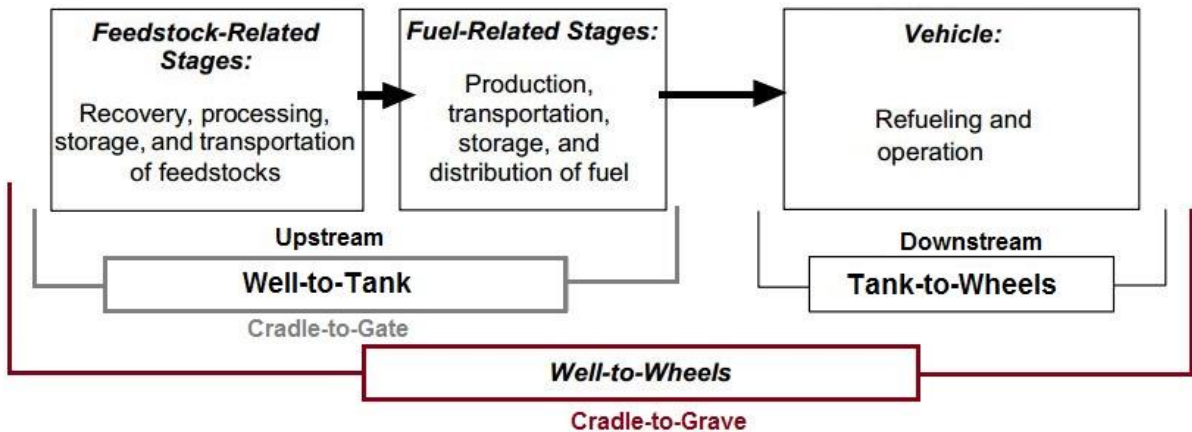 Feedstock-Related
Stages:
Recovery, processing,
storage, and transportation
of feedstocks
Fuel-Related Stages:
Production,
transportation,
storage, and
distribution of fuel
Vehicle:
Refueling and
operation
Upstream
Well-to-Tank
Cradle-to-Gate
Downstream
Tank-to-Wheels
Well-to-Wheels
Cradle-to-Grave